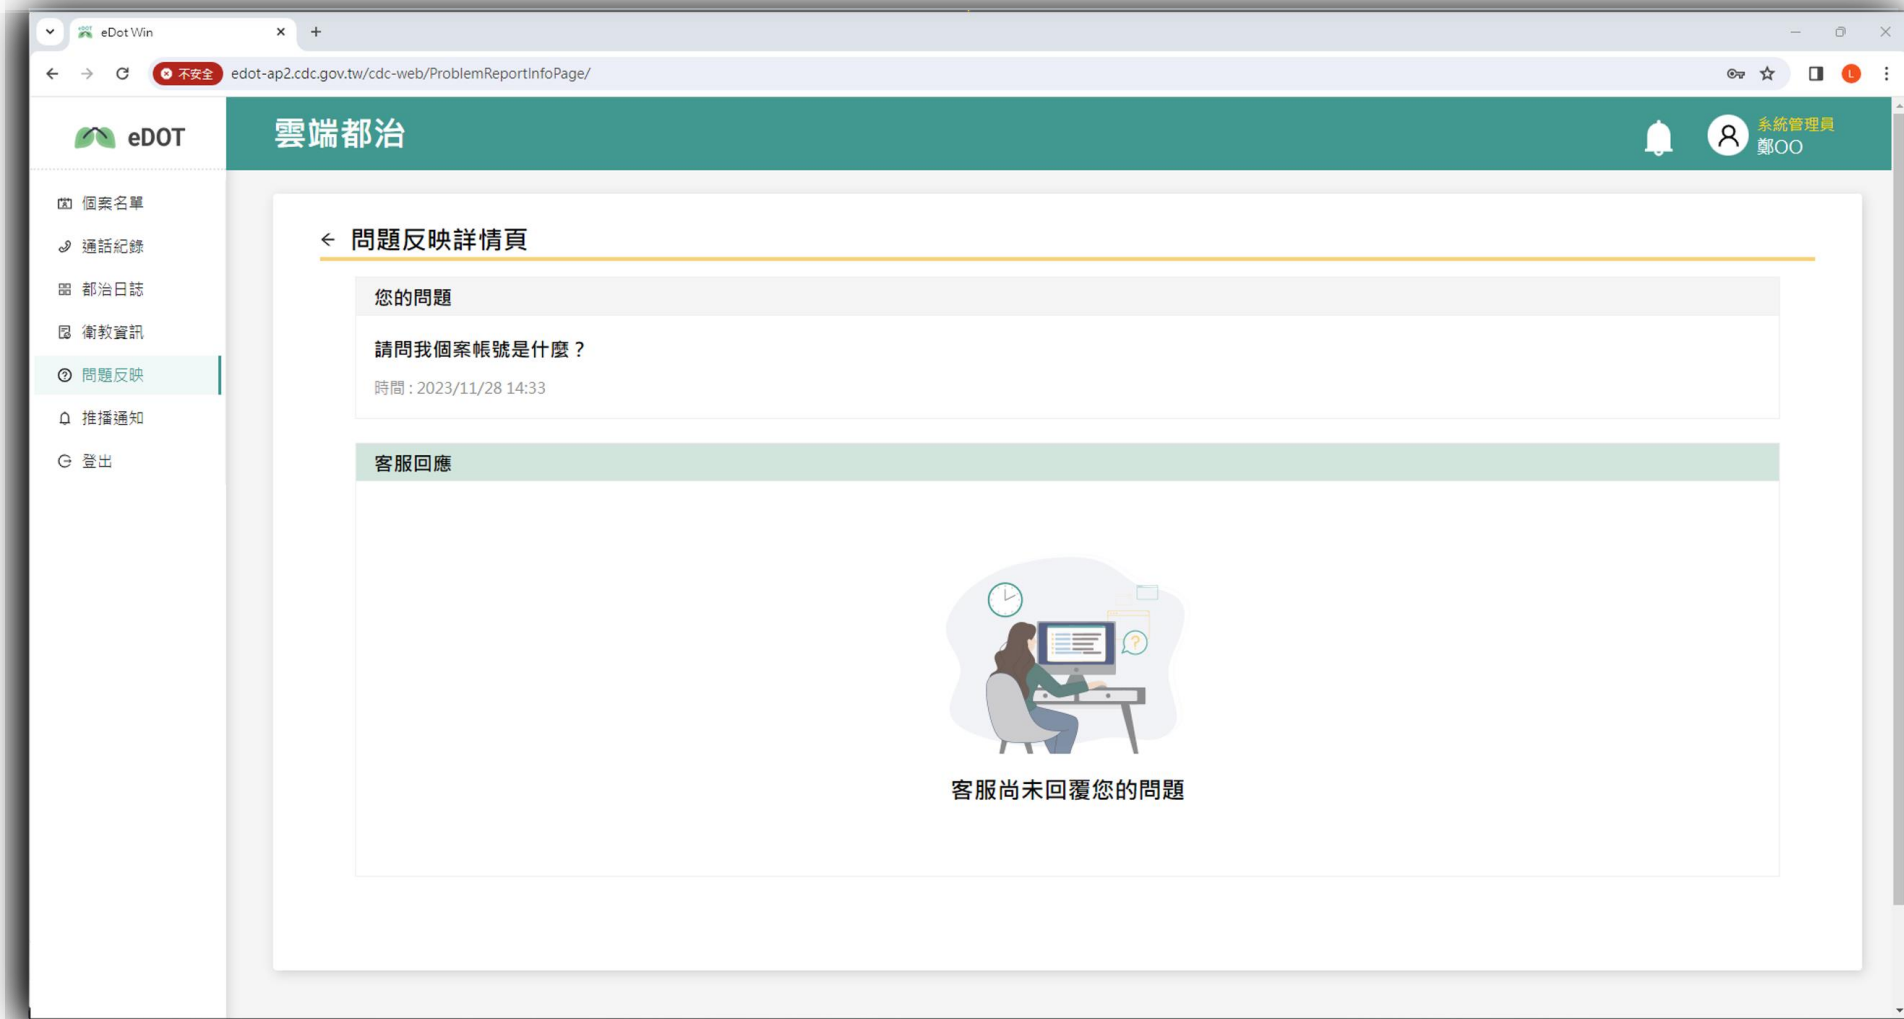 eDot Win
不安全 edot-ap2.cdc.gov.tw/cdc-web/ProblemReportInfoPage/
L
eDOT
雲端都治
系統管理員
鄭OO
個案名單
通話紀錄
都治日誌
衛教資訊
問題反映
推播通知
登出
問題反映詳情頁
您的問題
請問我個案帳號是什麼？
時間 : 2023/11/28 14:33
客服回應
客服尚未回覆您的問題